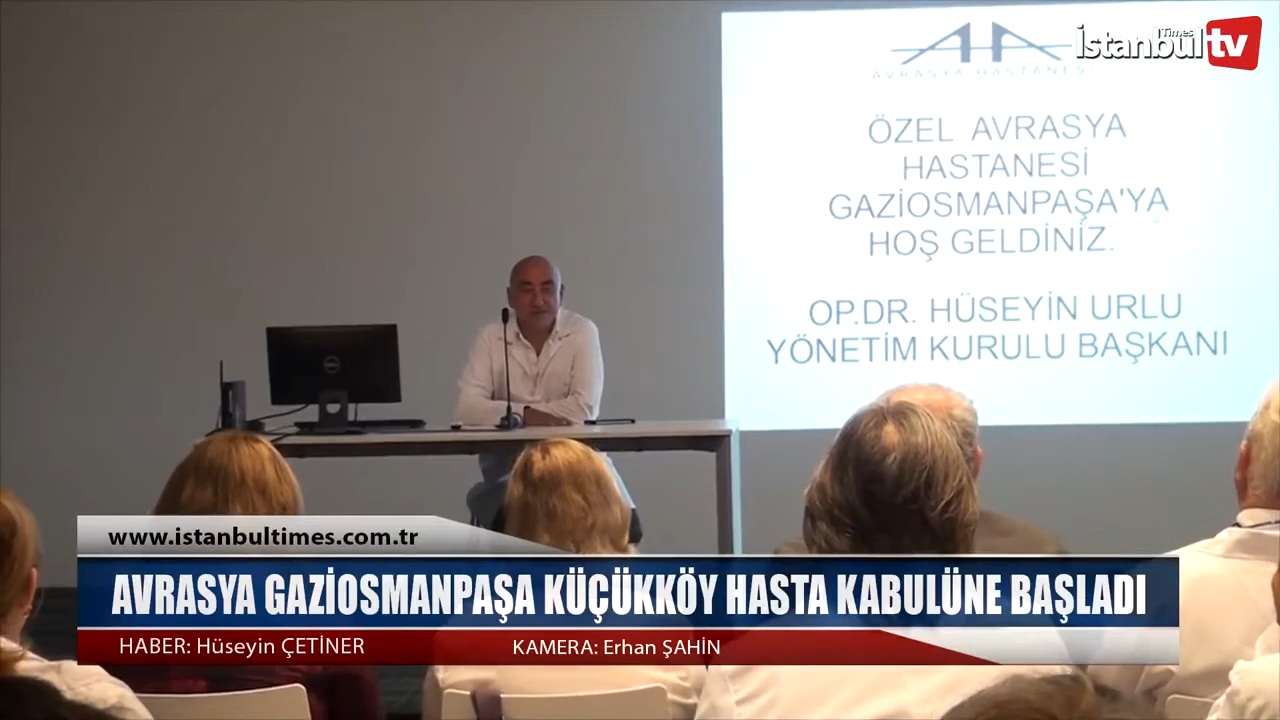 İstanbul Times tv
AVRASYA HASTANESİ
ÖZEL AVRASYA
HASTANESİ
GAZİOSMANPAŞA'YA
HOŞ GELDİNİZ.
OP.DR. HÜSEYİN URLU
YÖNETİM KURULU BAŞKANI
DELL
www.istanbultimes.com.tr
AVRASYA GAZİOSMANPAŞA KÜÇÜKKÖY HASTA KABULÜNE BAŞLADI
HABER: Hüseyin ÇETİNER
KAMERA: Erhan ŞAHİN